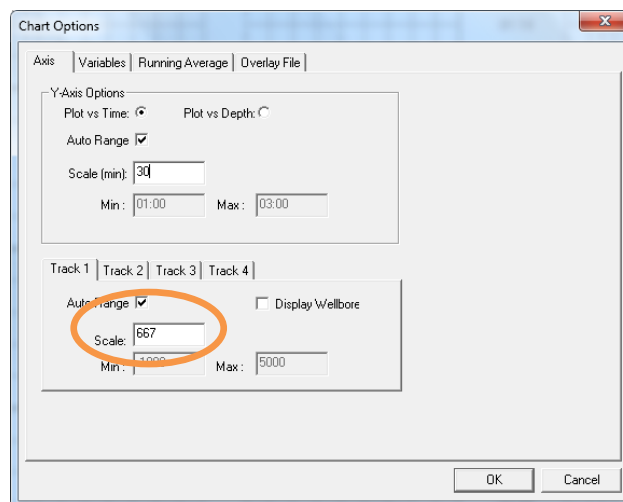 Chart Options
Axis Variables Running Average Overlay File
Y-Axis Options
Plot vs Time: Plot vs Depth:
Auto Range
Scale (min): 30
Min : 01:00 Max : 03:00
Track 1 Track 2 Track 3 Track 4
Auto Range Display Wellbore
Scale: 667
Min : -1000 Max : 5000
OK Cancel